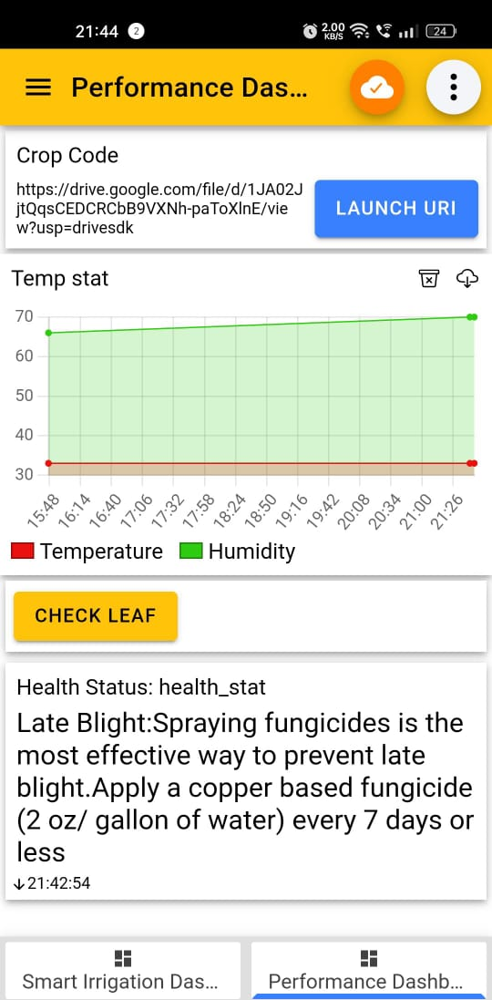 21:44 2 2.00 KB/S 24
Performance Das...
Crop Code
https://drive.google.com/file/d/1JA02J
jtQqsCEDCRCbB9VXNh-paToXlnE/vie
w?usp=drivesdk
LAUNCH URI
Temp stat
70
60
50
40
30
15:48 16:14 16:40 17:06 17:32 17:58 18:24 18:50 19:16 19:42 20:08 20:34 21:00 21:26
Temperature Humidity
CHECK LEAF
Health Status: health_stat
Late Blight:Spraying fungicides is the
most effective way to prevent late
blight.Apply a copper based fungicide
(2 oz/ gallon of water) every 7 days or
less
↓21:42:54
Smart Irrigation Das... Performance Dashb...